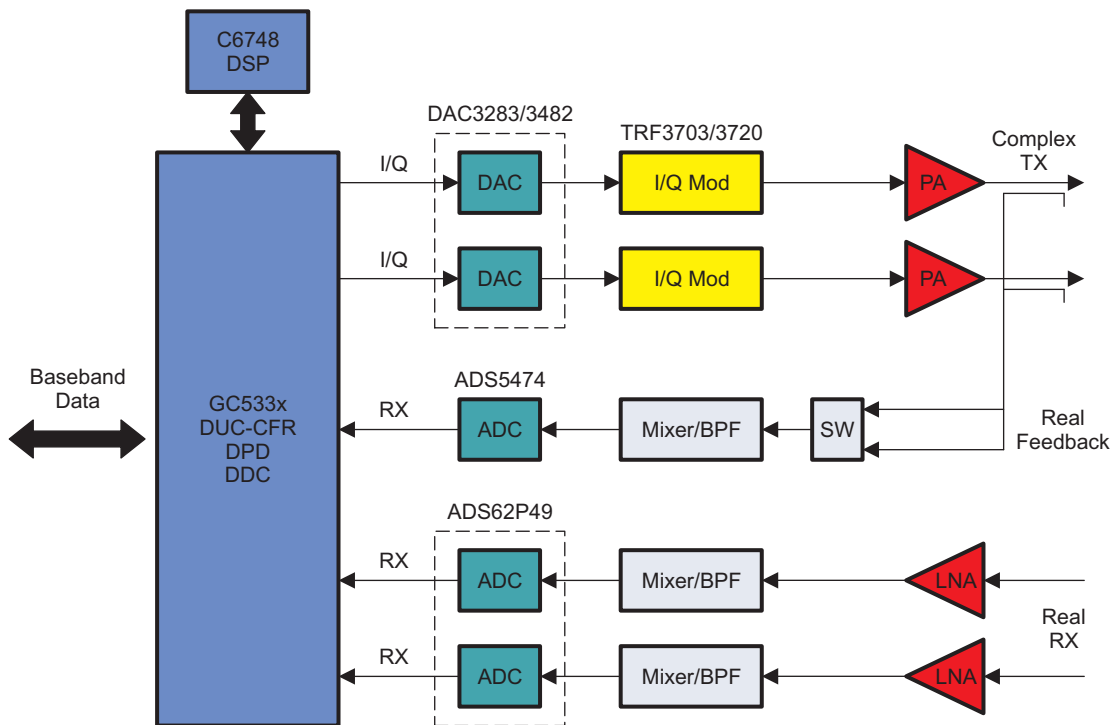 C6748
DSP
DAC3283/3482
TRF3703/3720
Complex
TX
I/Q
DAC
I/Q Mod
PA
I/Q
DAC
I/Q Mod
PA
Baseband
Data
GC533x
DUC-CFR
DPD
DDC
ADS5474
RX
ADC
Mixer/BPF
SW
Real
Feedback
ADS62P49
RX
ADC
Mixer/BPF
LNA
Real
RX
RX
ADC
Mixer/BPF
LNA